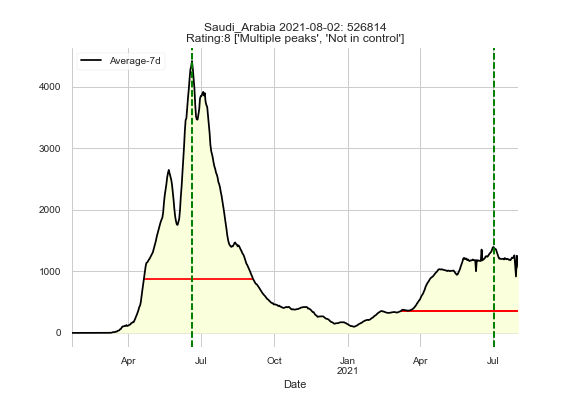 Saudi_Arabia 2021-08-02: 526814
Rating:8 ['Multiple peaks', 'Not in control']
Average-7d
4000
3000
2000
1000
0
Apr Jul Oct Jan Apr Jul
2021
Date